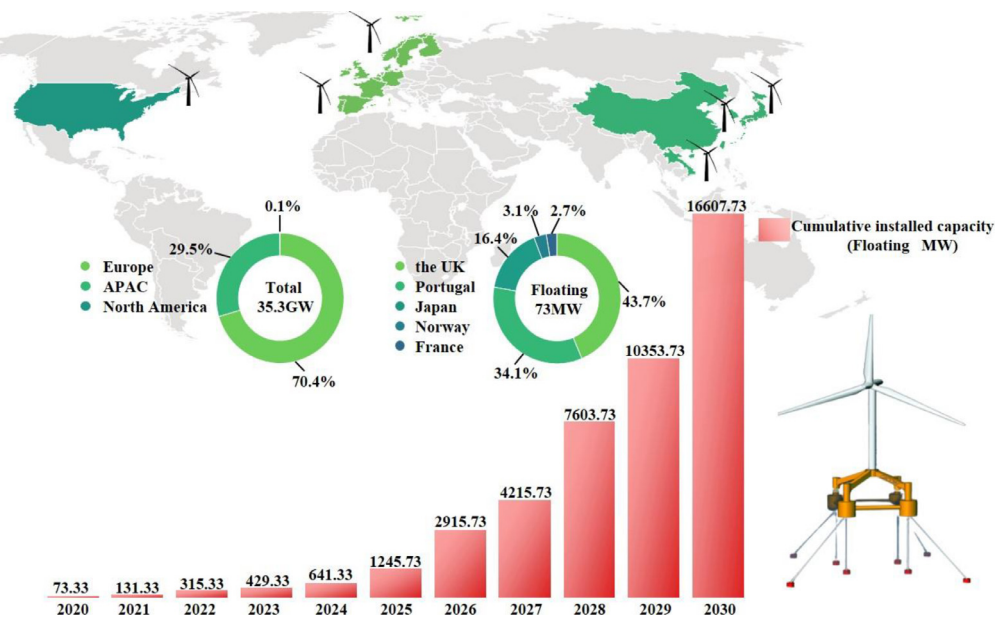 0.1%
29.5%
Europe
APAC
North America
Total
35.3GW
70.4%
3.1%
2.7%
16.4%
the UK
Portugal
Japan
Norway
France
Floating
73MW
43.7%
34.1%
Cumulative installed capacity
(Floating MW)
73.33
131.33
315.33
429.33
641.33
1245.73
2915.73
4215.73
7603.73
10353.73
16607.73
2020
2021
2022
2023
2024
2025
2026
2027
2028
2029
2030